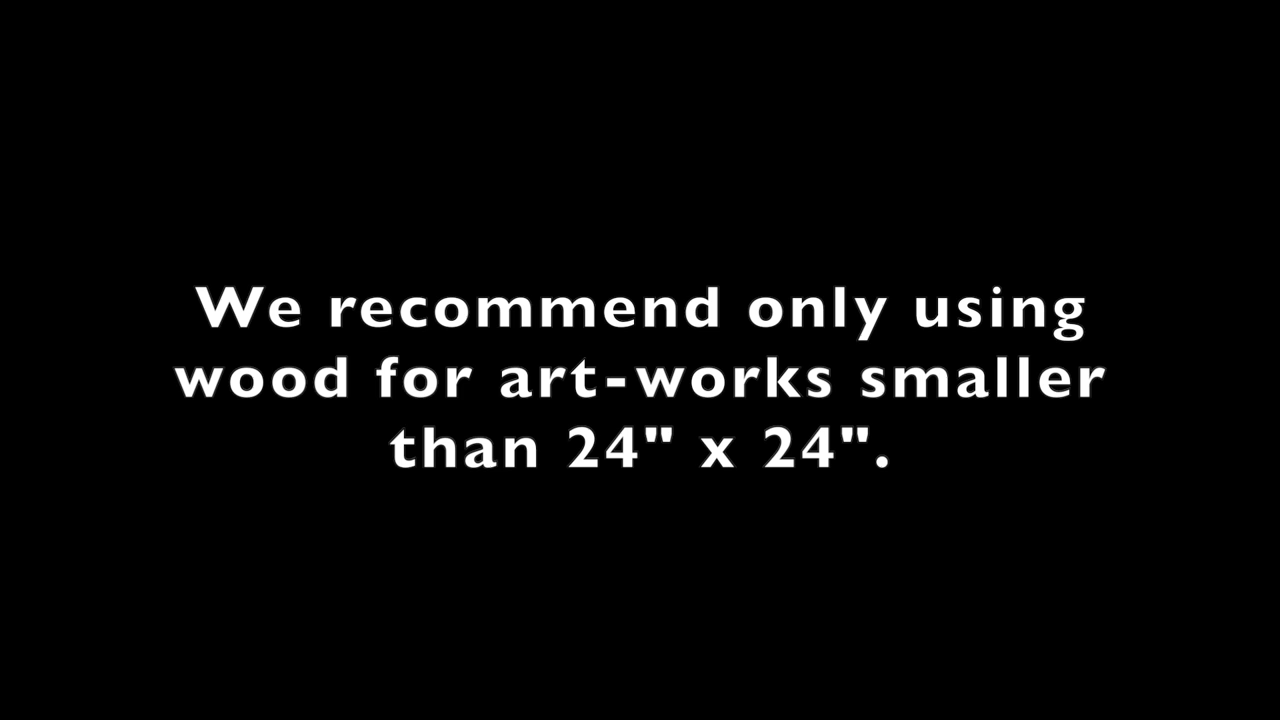 We recommend only using
wood for art-works smaller
than 24" x 24".